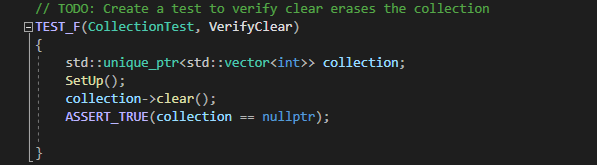 // TODO: Create a test to verify clear erases the collection
TEST_F(CollectionTest, VerifyClear)
{
std::unique_ptr<std::vector<int>> collection;
SetUp();
collection->clear();
ASSERT_TRUE(collection == nullptr);
}